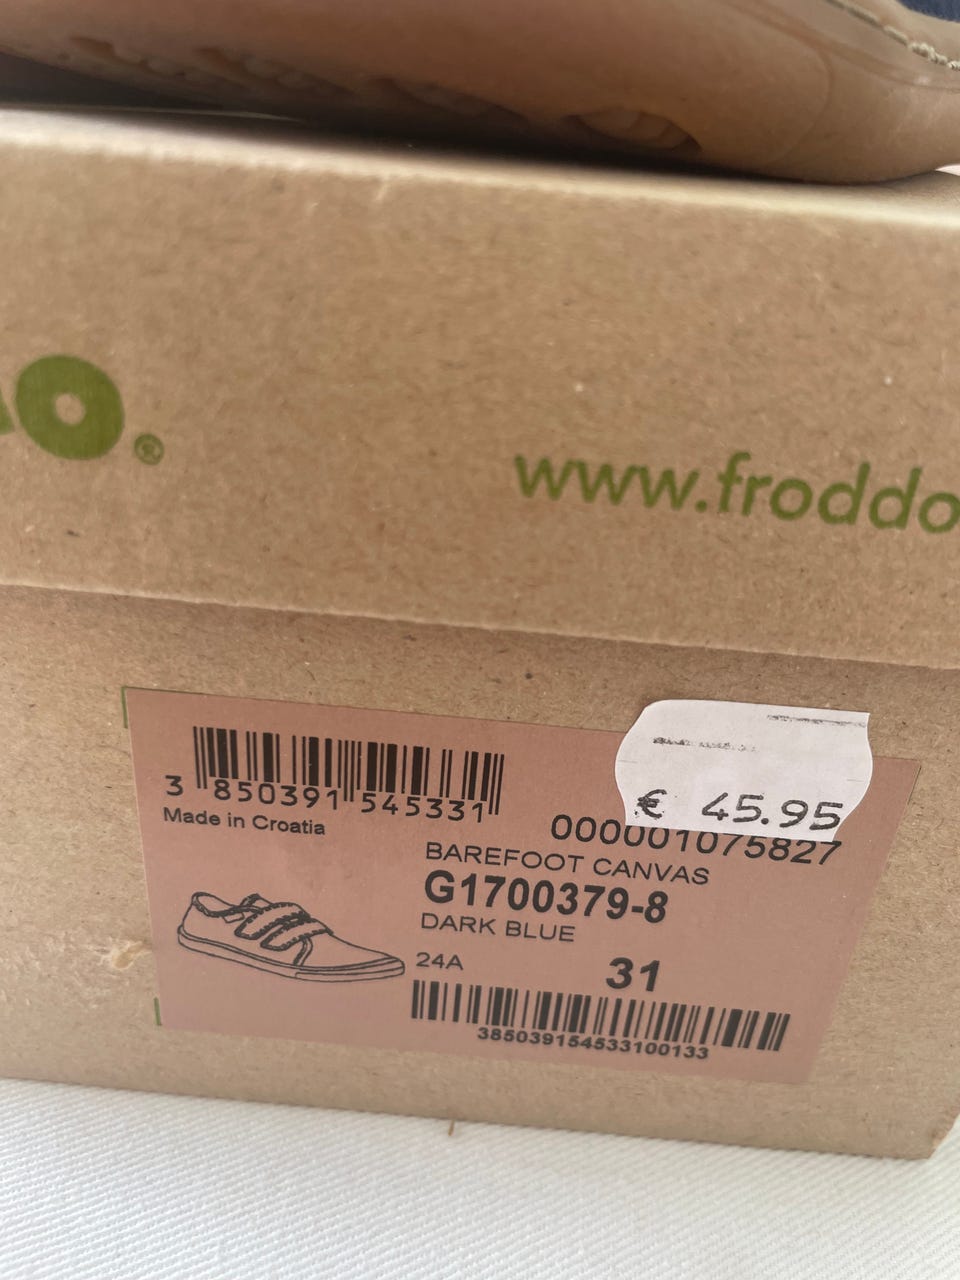 o®
www.froddo
3 850391 545331
Made in Croatia
€ 45.95
000001075827
BAREFOOT CANVAS
G1700379-8
DARK BLUE
24A
31
385039154533100133